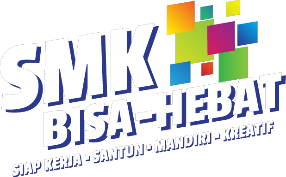 SMK
BISA-HEBAT
SIAP KERJA • SANTUN • MANDIRI • KREATIF